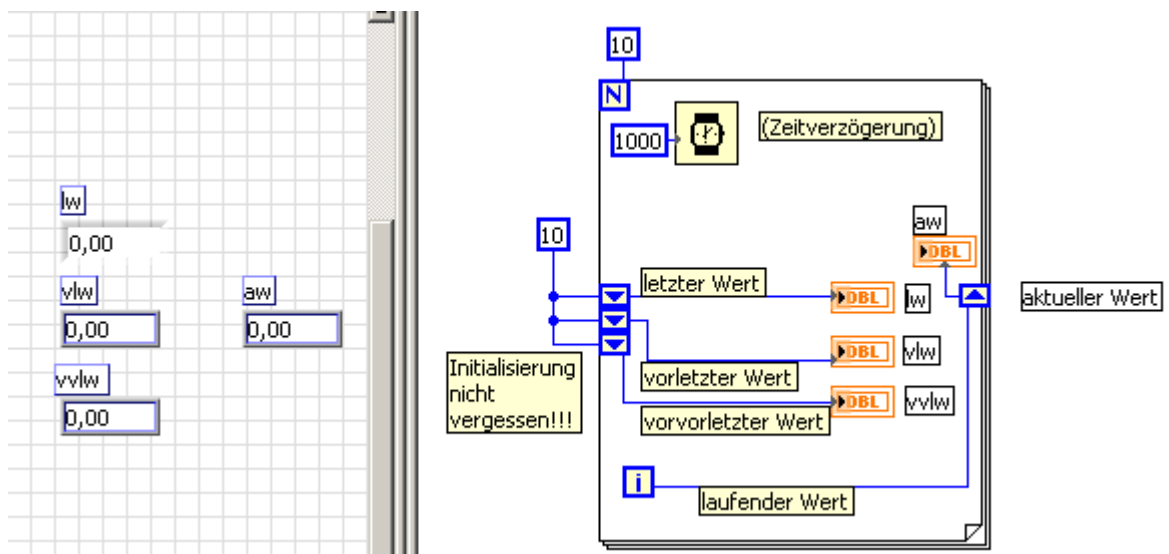 lw
0,00
vlw
0,00
aw
0,00
vvlw
0,00
10
N
1000
(Zeitverzögerung)
10
aw
DBL
letzter Wert
DBL
lw
aktueller Wert
DBL
vlw
Initialisierung
nicht
vergessen!!!
vorletzter Wert
DBL
vvlw
vorvorletzter Wert
i
laufender Wert